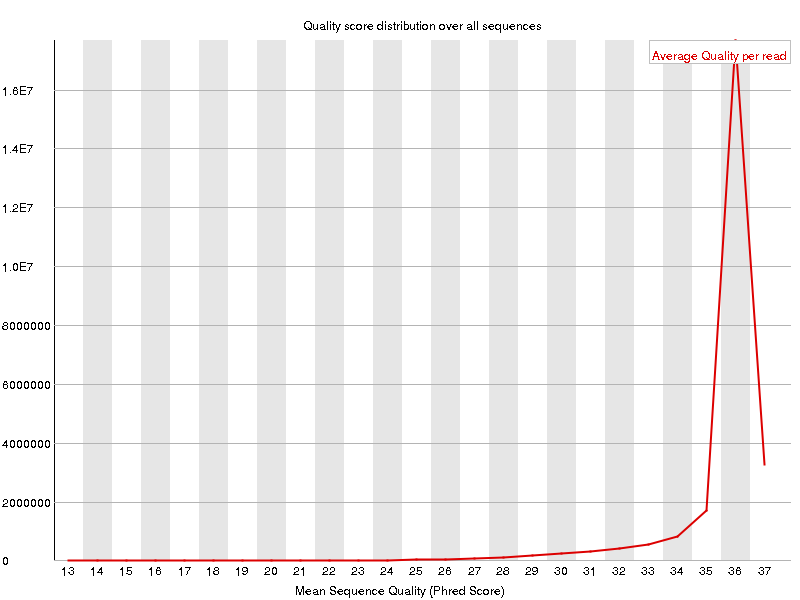 Quality score distribution over all sequences
Average Quality per read
1.6E7
1.4E7
1.2E7
1.0E7
8000000
6000000
4000000
2000000
0
13 14 15 16 17 18 19 20 21 22 23 24 25 26 27 28 29 30 31 32 33 34 35 36 37
Mean Sequence Quality (Phred Score)